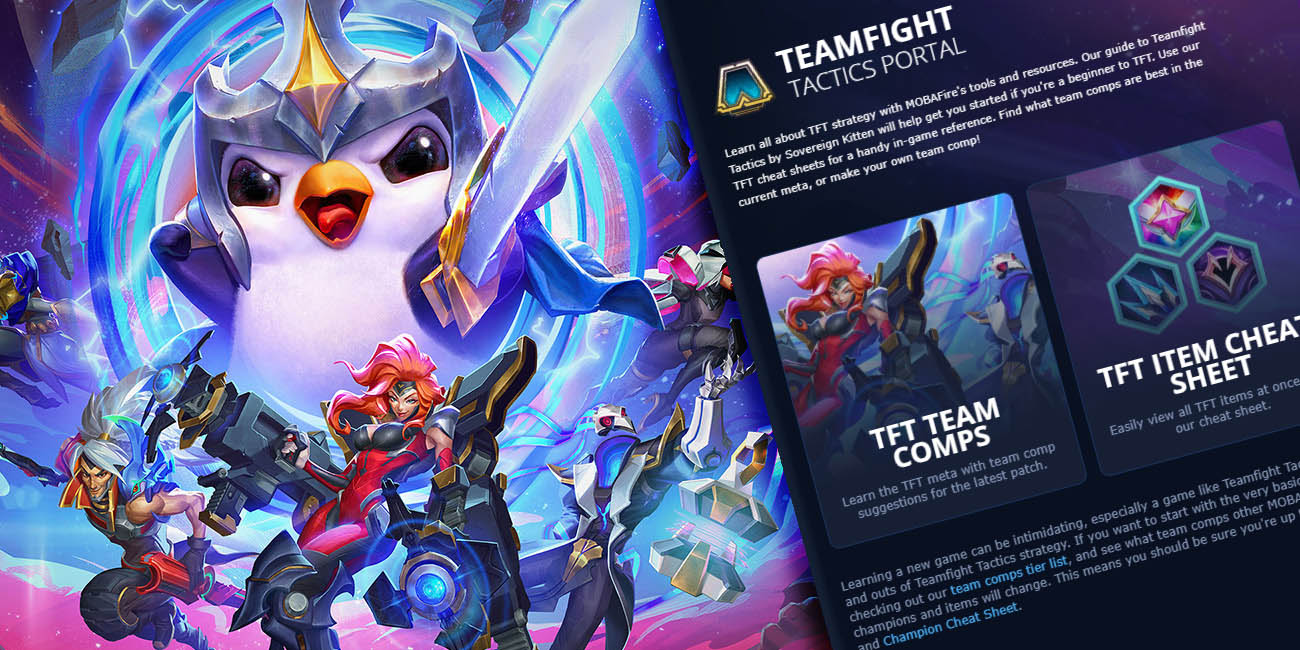 TEAMFIGHT
TACTICS PORTAL
Learn all about TFT strategy with MOBAFire's tools and resources. Our guide to Teamfight
Tactics by Sovereign Kitten will help get you started if you're a beginner to TFT. Use our
TFT cheat sheets for a handy in-game reference. Find what team comps are best in the
current meta, or make your own team comp!
TFT TEAM
COMPS
Learn the TFT meta with team comp
suggestions for the latest patch.
TFT ITEM CHEAT
SHEET
Easily view all TFT items at once
our cheat sheet.
Learning a new game can be intimidating, especially a game like Teamfight Tac
and outs of Teamfight Tactics strategy. If you want to start with the very basic
checking out our team comps tier list, and see what team comps other MOBA
champions and items will change. This means you should be sure you're up
and Champion Cheat Sheet.